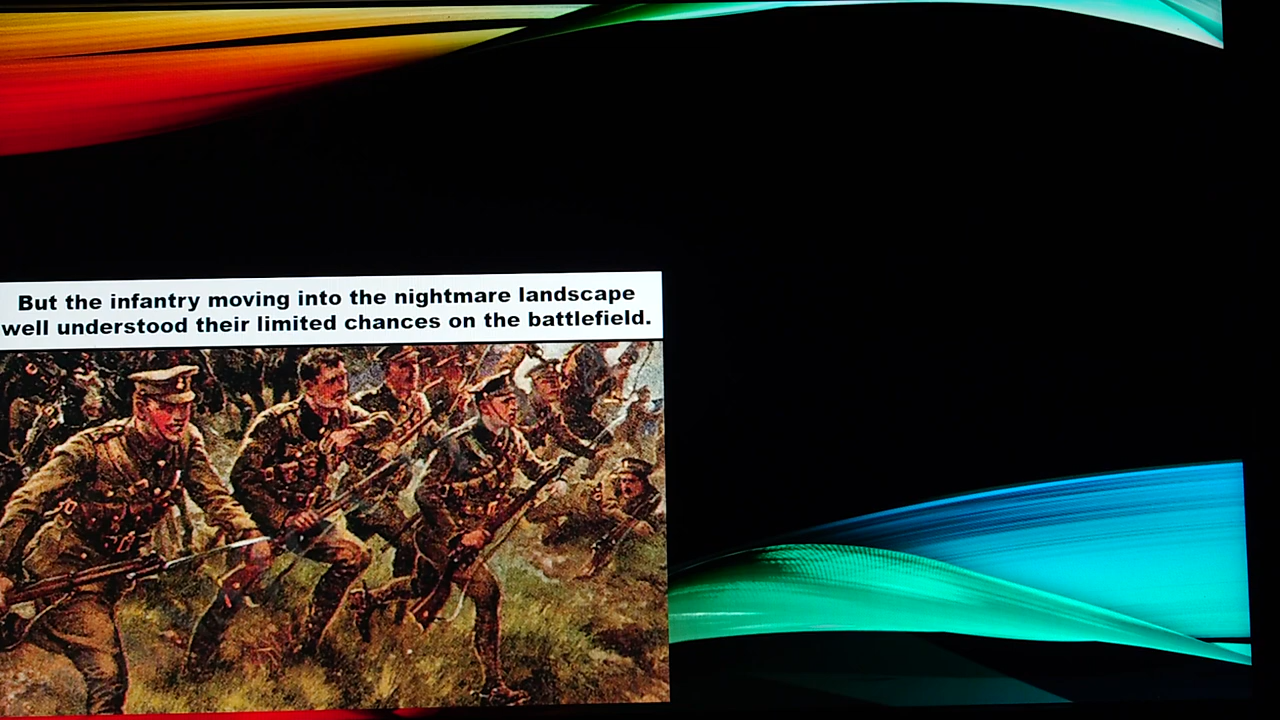 But the infantry moving into the nightmare landscape
well understood their limited chances on the battlefield.